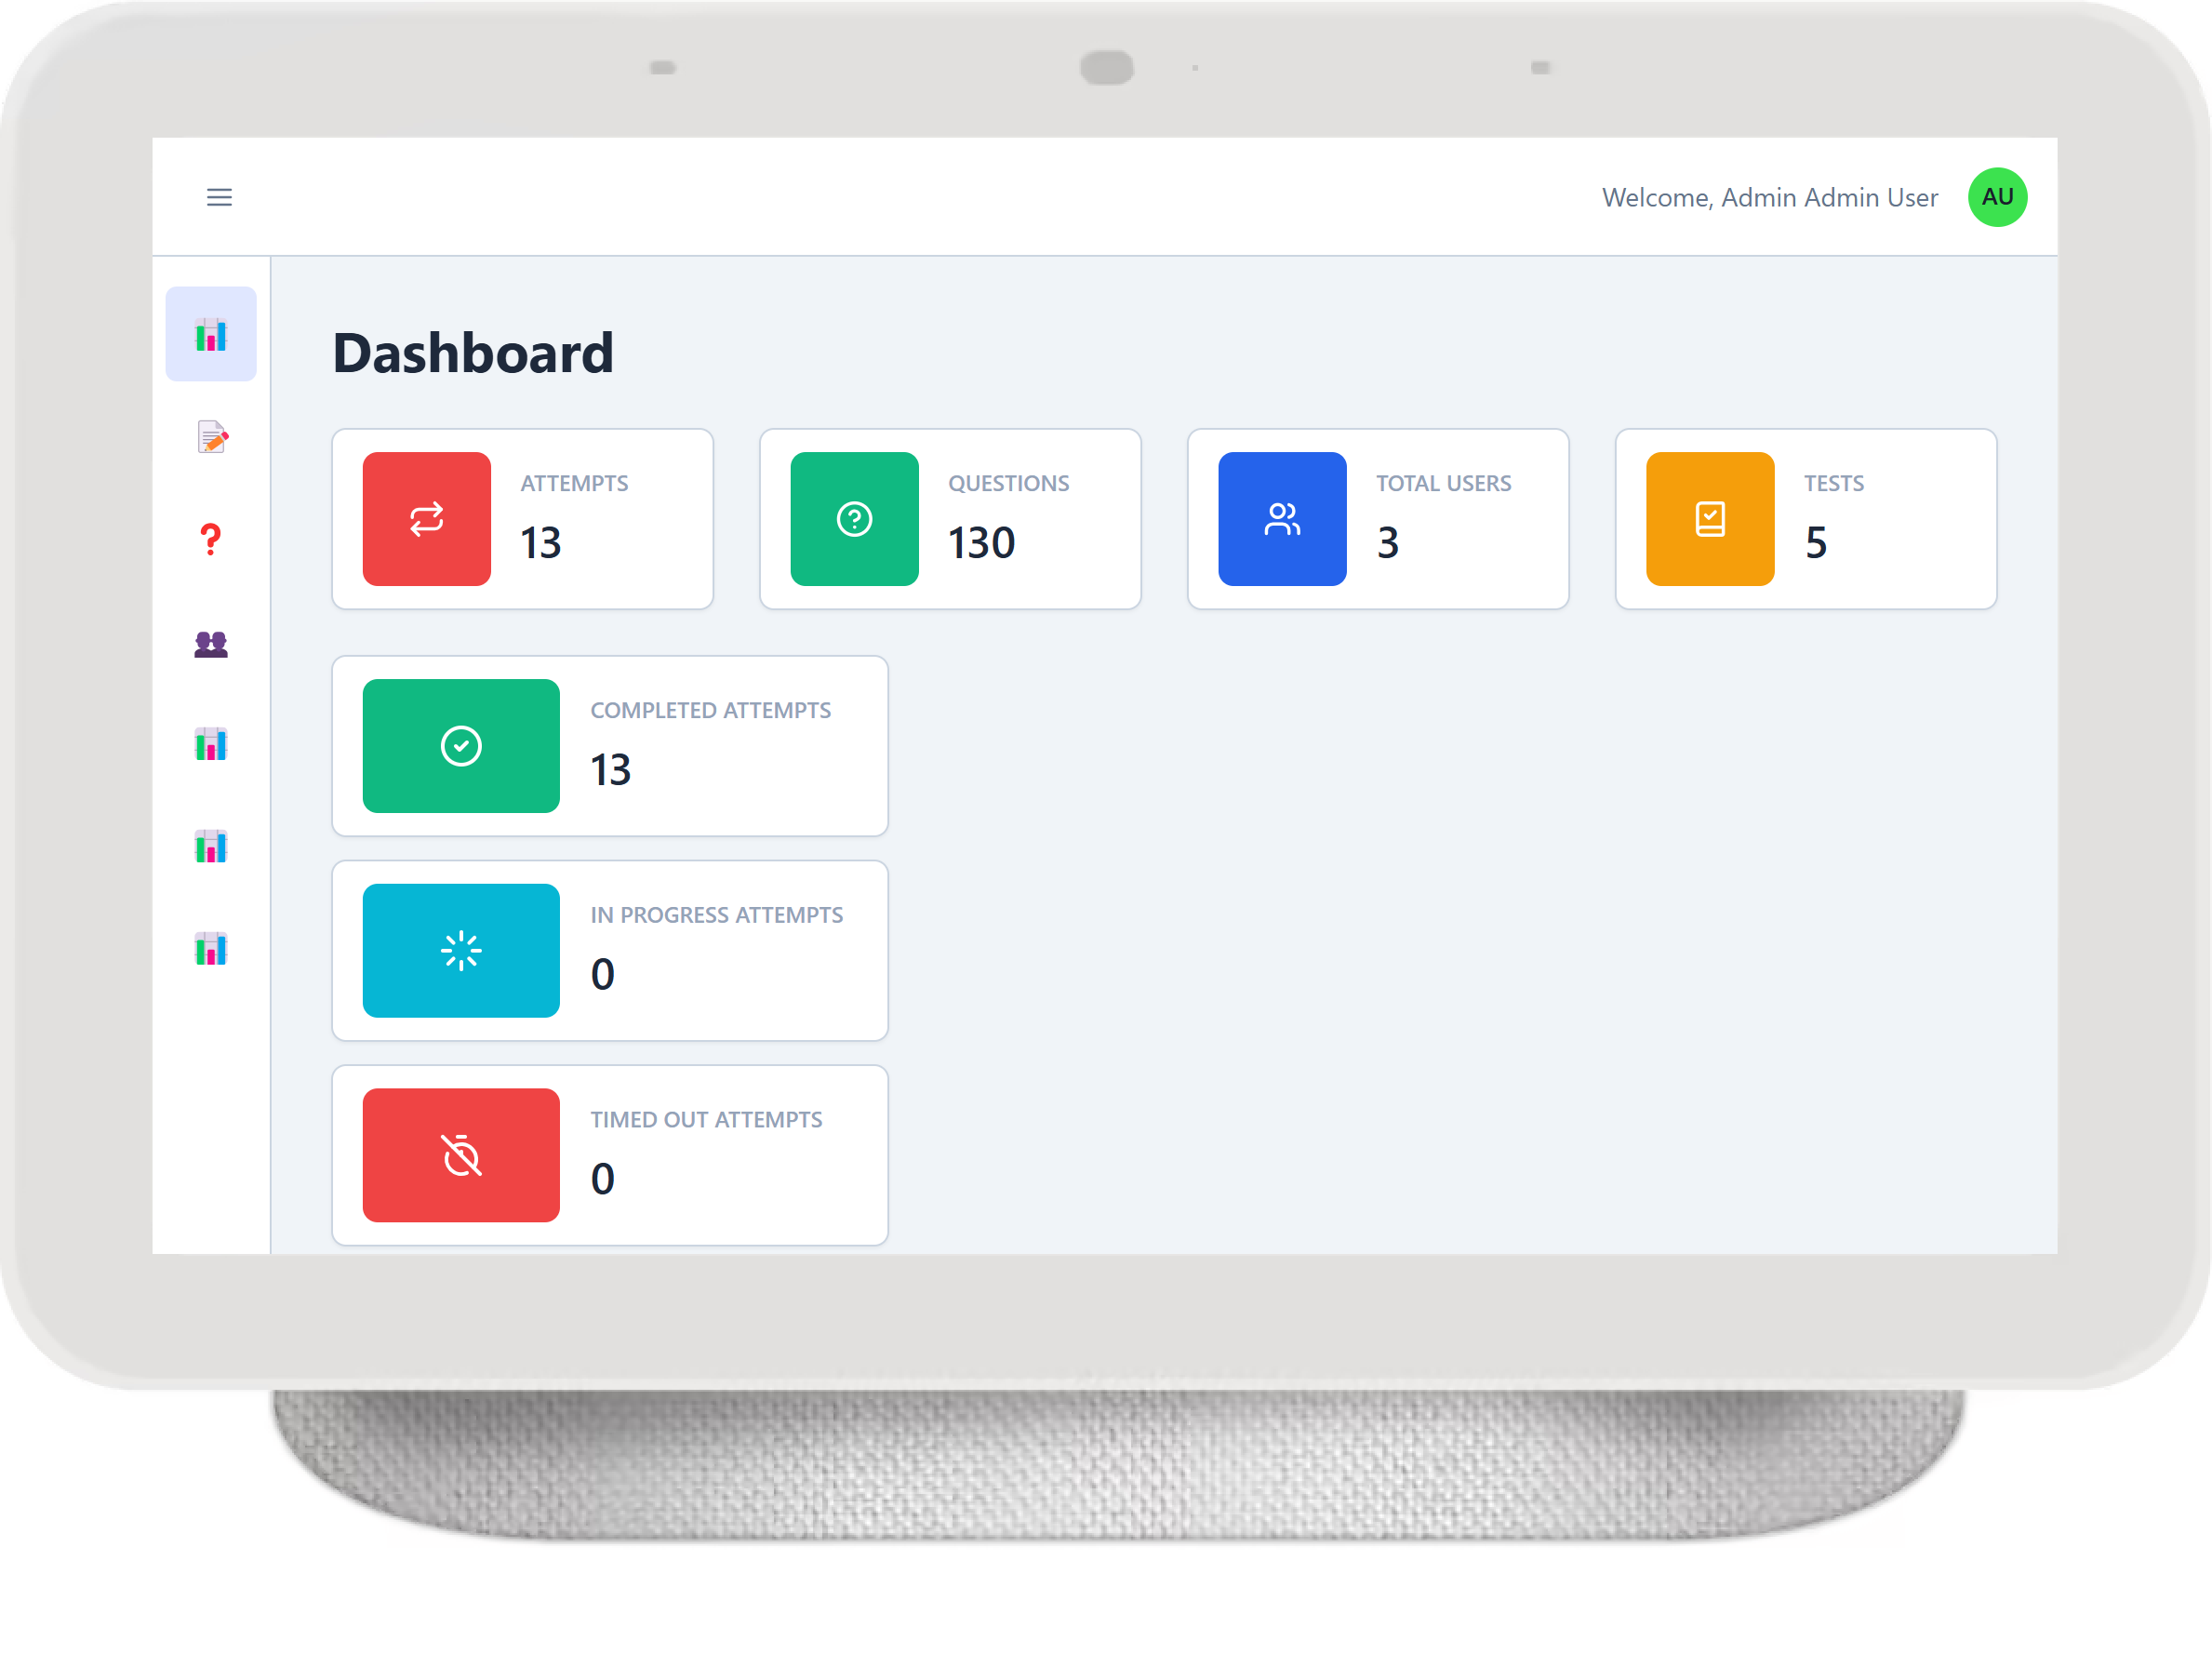 Welcome, Admin Admin User
AU
Dashboard
ATTEMPTS
13
QUESTIONS
130
TOTAL USERS
3
TESTS
5
COMPLETED ATTEMPTS
13
IN PROGRESS ATTEMPTS
0
TIMED OUT ATTEMPTS
0